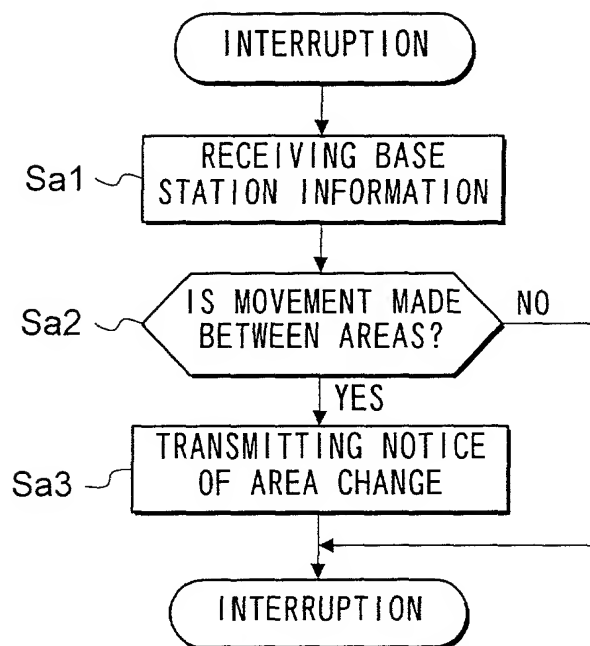 INTERRUPTION
Sa1
RECEIVING BASE
STATION INFORMATION
Sa2
IS MOVEMENT MADE
BETWEEN AREAS?
NO
YES
Sa3
TRANSMITTING NOTICE
OF AREA CHANGE
INTERRUPTION